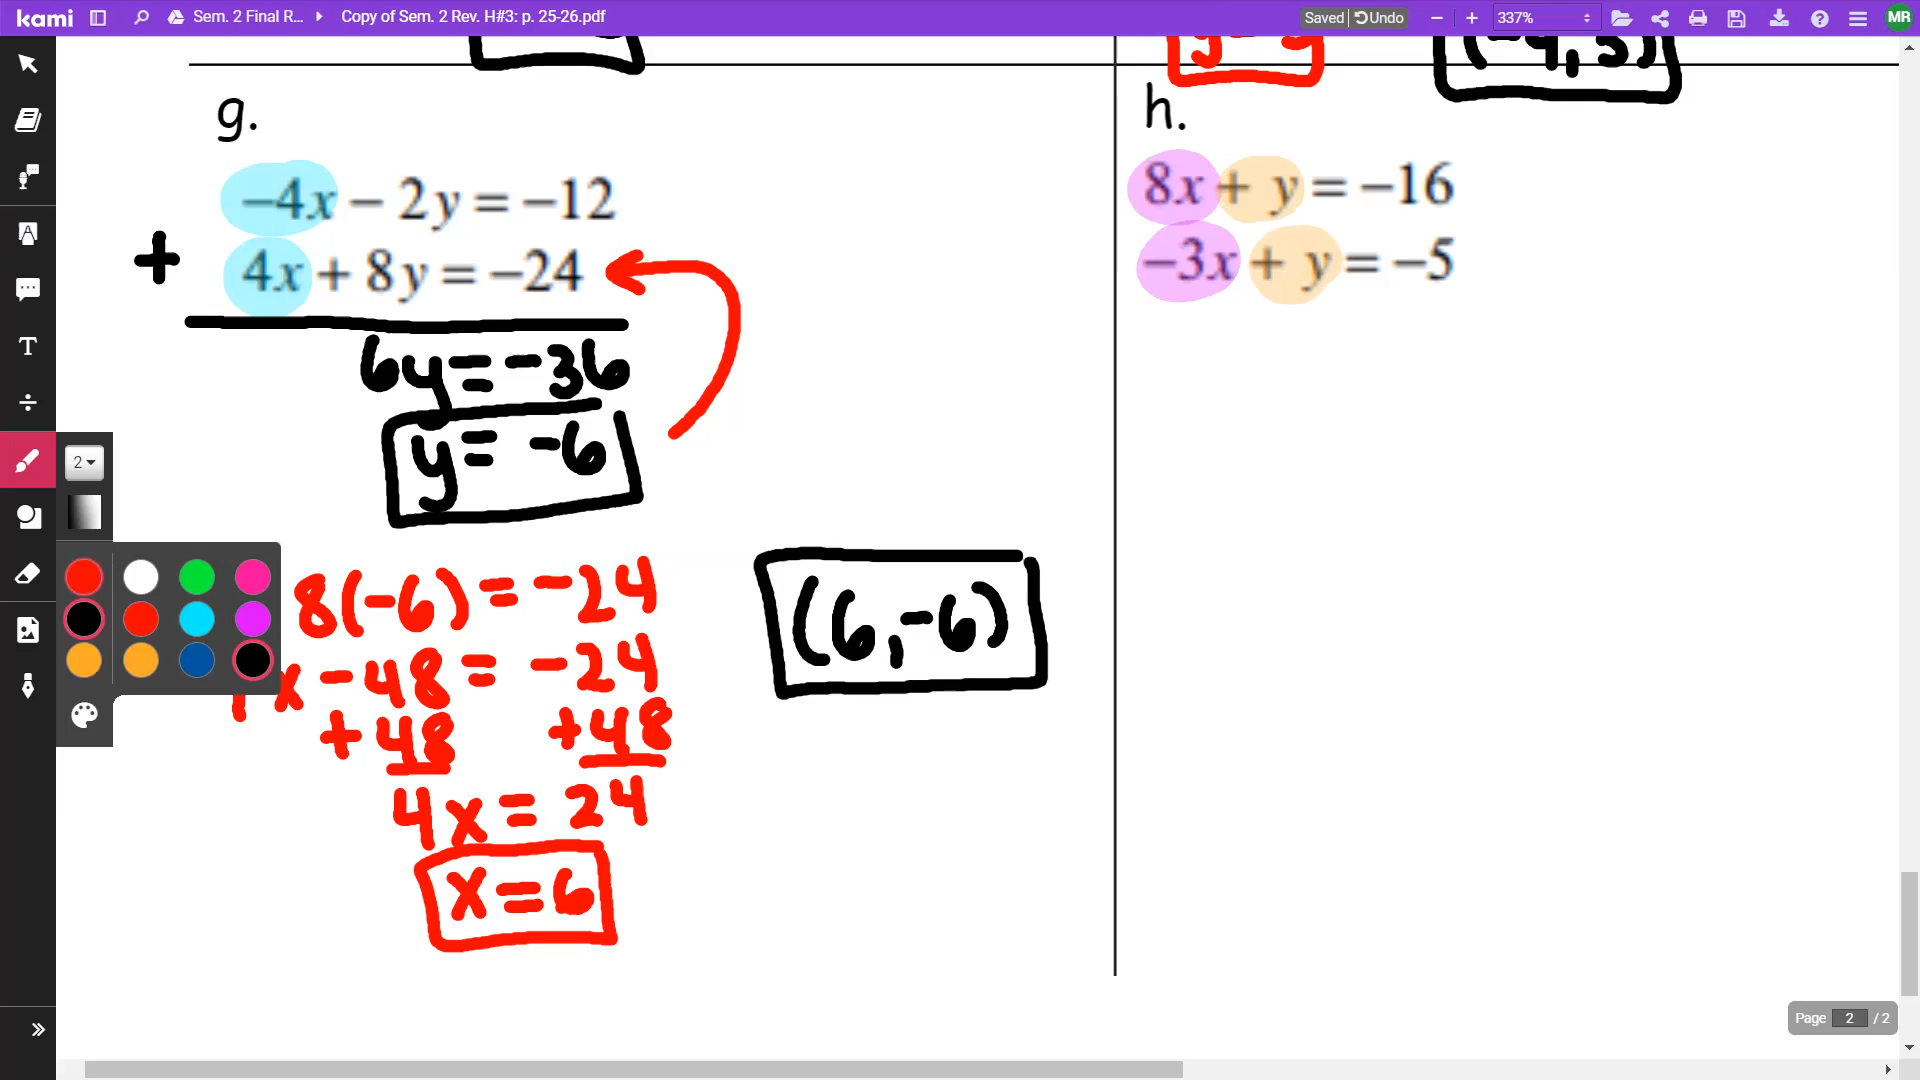 kami
Sem. 2 Final R... Copy of Sem. 2 Rev. H#3: p. 25-26.pdf
Saved Undo
337%
MR
g.
−4x − 2y = −12
+ 4x + 8y = −24
6y = -36
y = -6
8(-6) = -24
x -48 = -24
+48 +48
4x = 24
x = 6
(6, -6)
h.
8x + y = −16
−3x + y = −5
2
Page 2 / 2